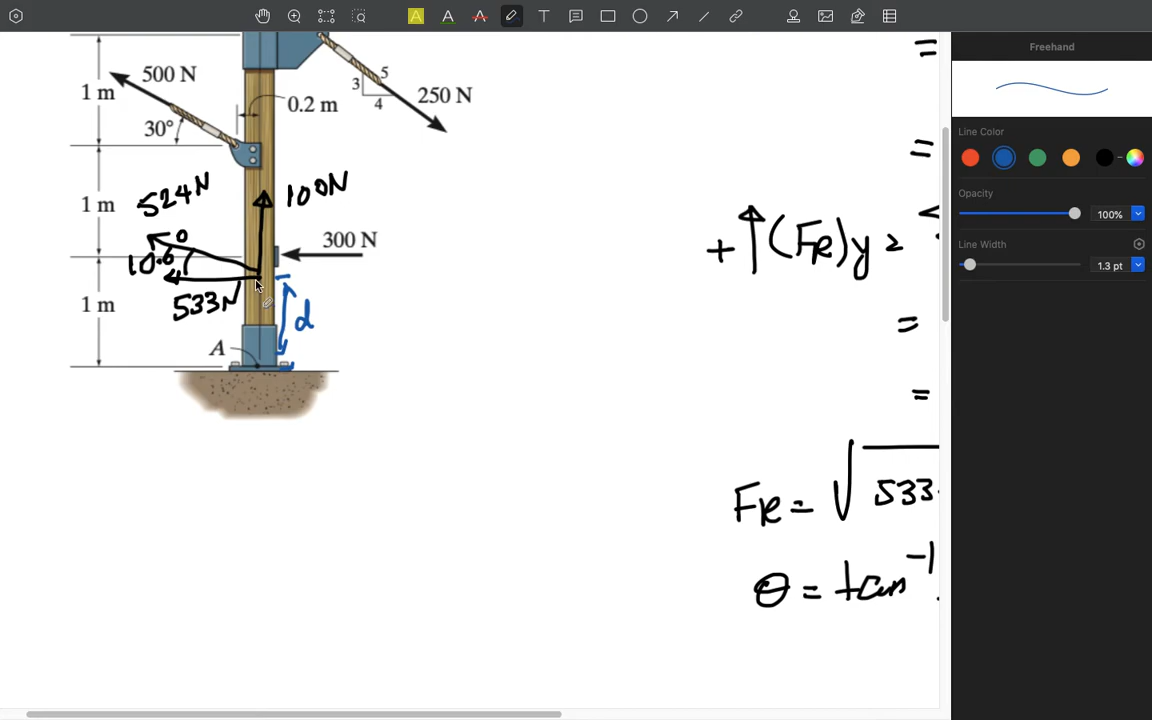 Freehand
Line Color
Opacity
100%
Line Width
1.3 pt
500 N
1 m
30°
0.2 m
3
5
4
250 N
524N
100N
1 m
300 N
10.6°
533N
1 m
d
A
=
=
+↑(FR)y =
=
=
FR = √533.
θ = tan⁻¹